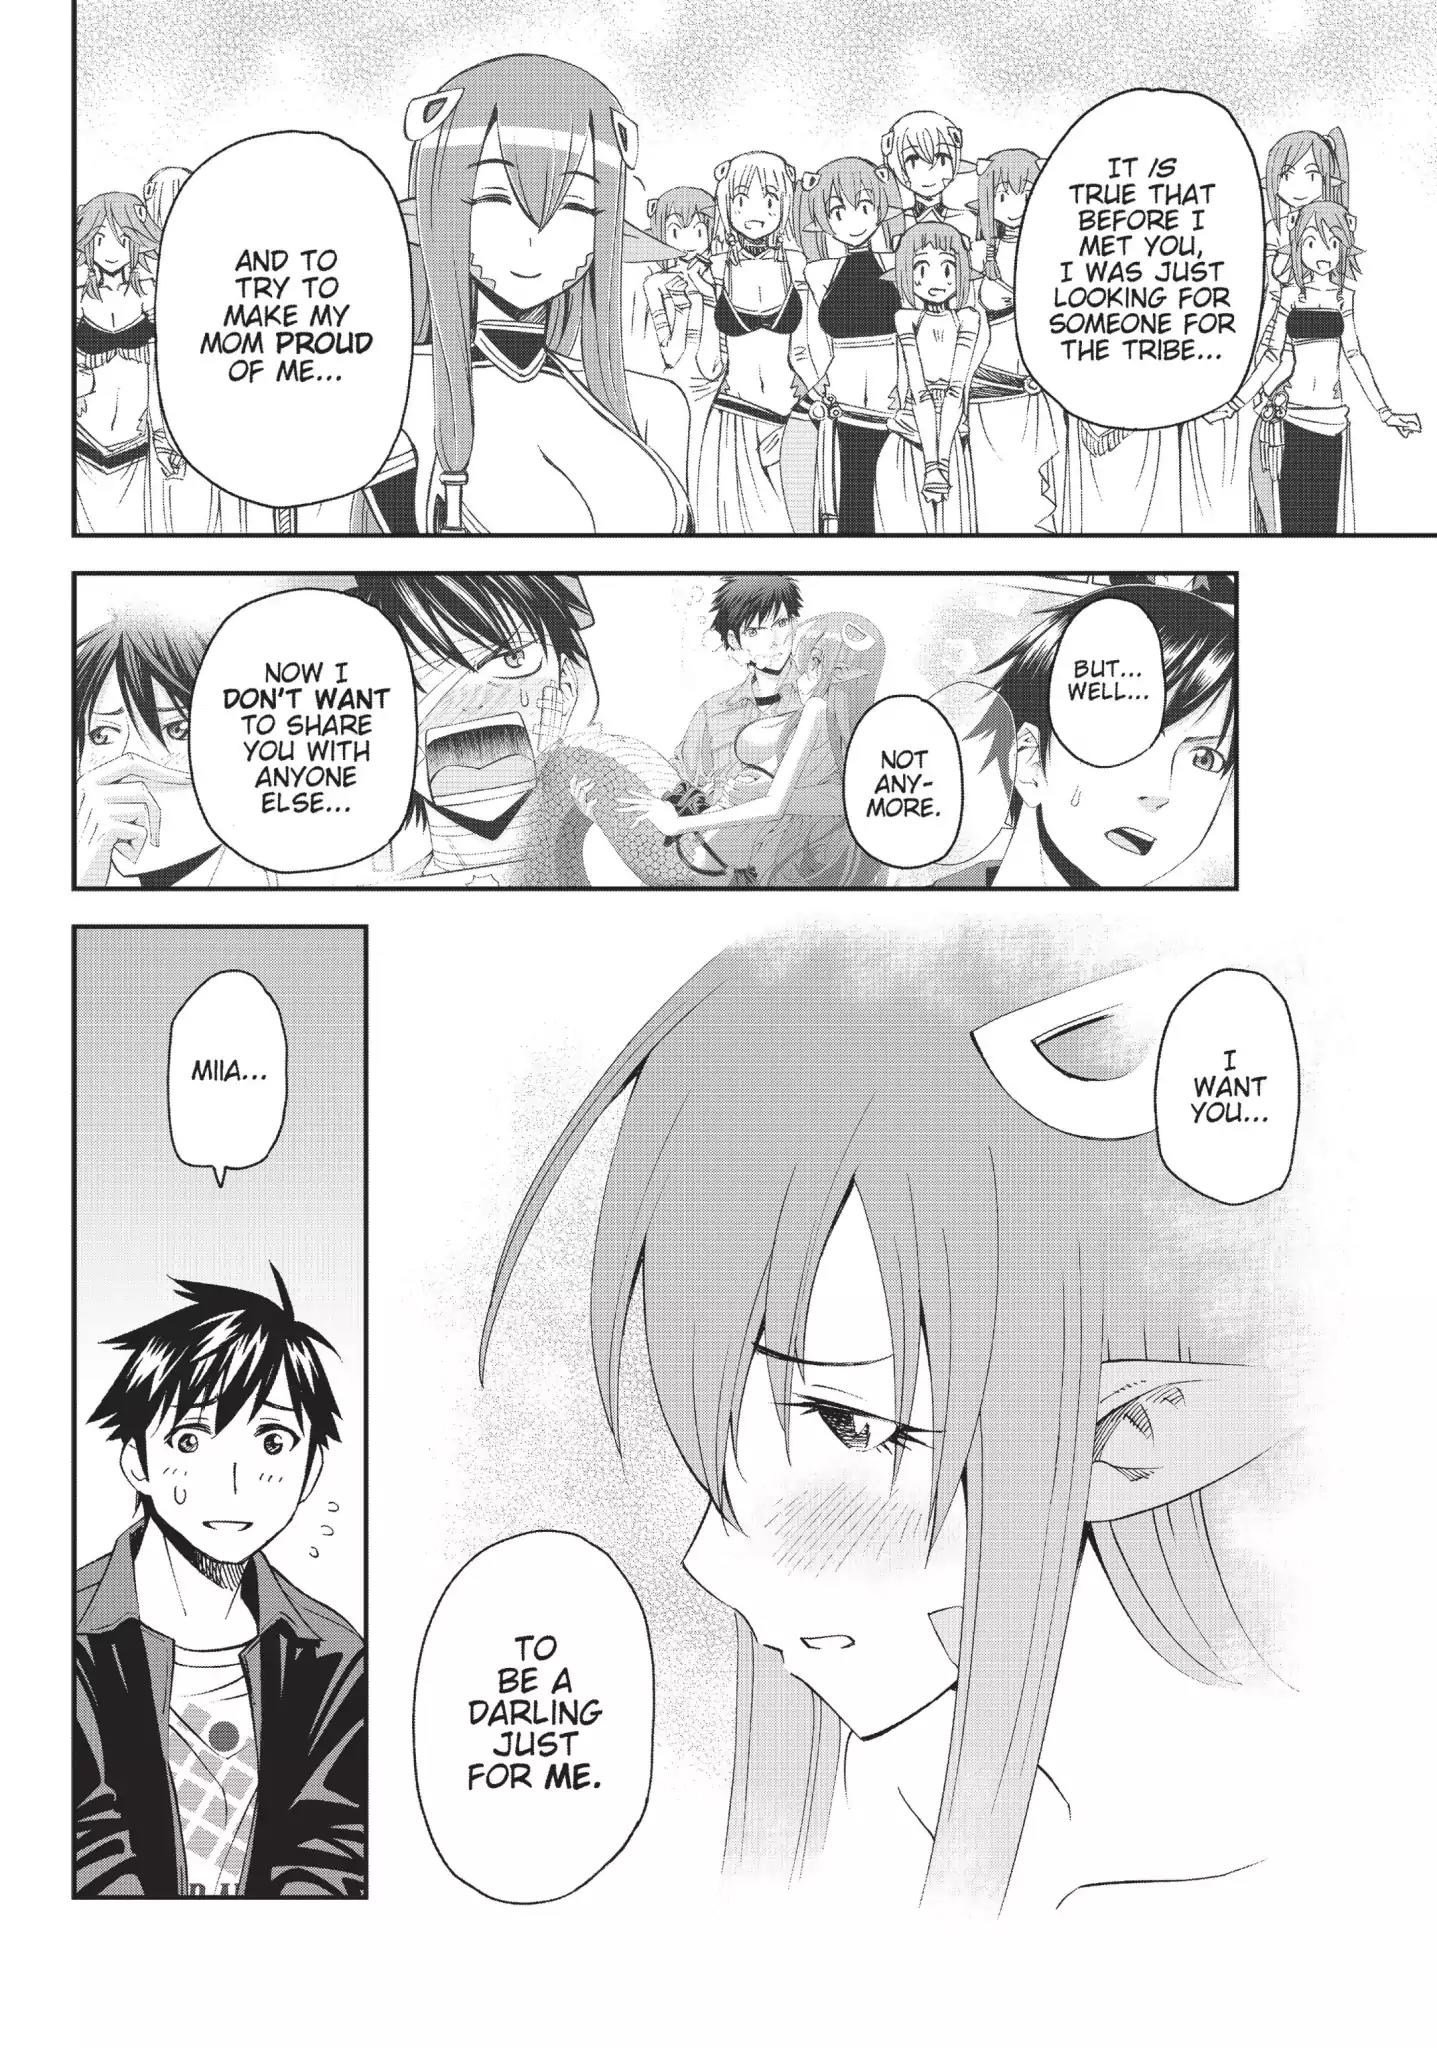 IT IS
TRUE THAT
BEFORE I
MET YOU,
I WAS JUST
LOOKING FOR
SOMEONE FOR
THE TRIBE...
AND TO
TRY TO
MAKE MY
MOM PROUD
OF ME...
BUT...
WELL...
NOT
ANY-
MORE.
NOW I
DON'T WANT
TO SHARE
YOU WITH
ANYONE
ELSE...
I
WANT
YOU...
TO
BE A
DARLING
JUST
FOR ME.
MIIA...